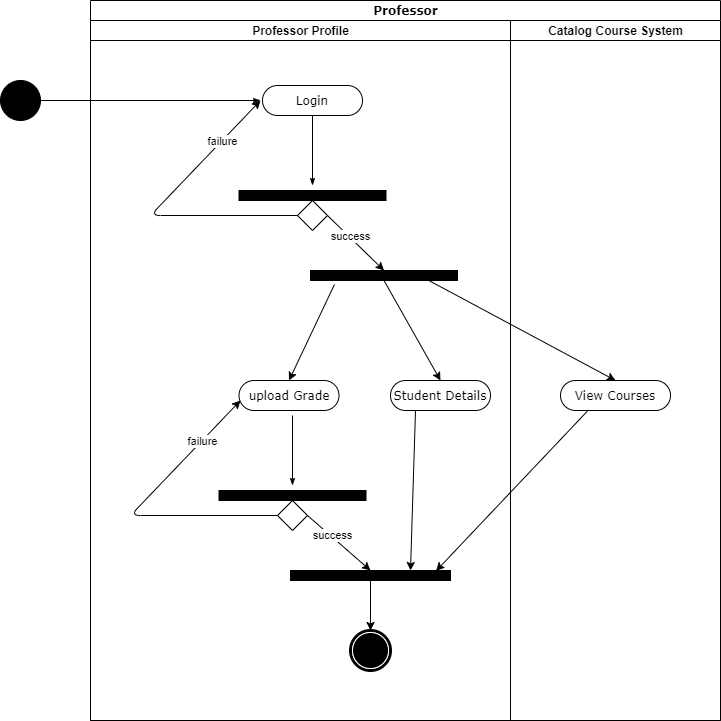 Professor
Professor Profile
Catalog Course System
Login
failure
success
upload Grade
Student Details
View Courses
failure
success